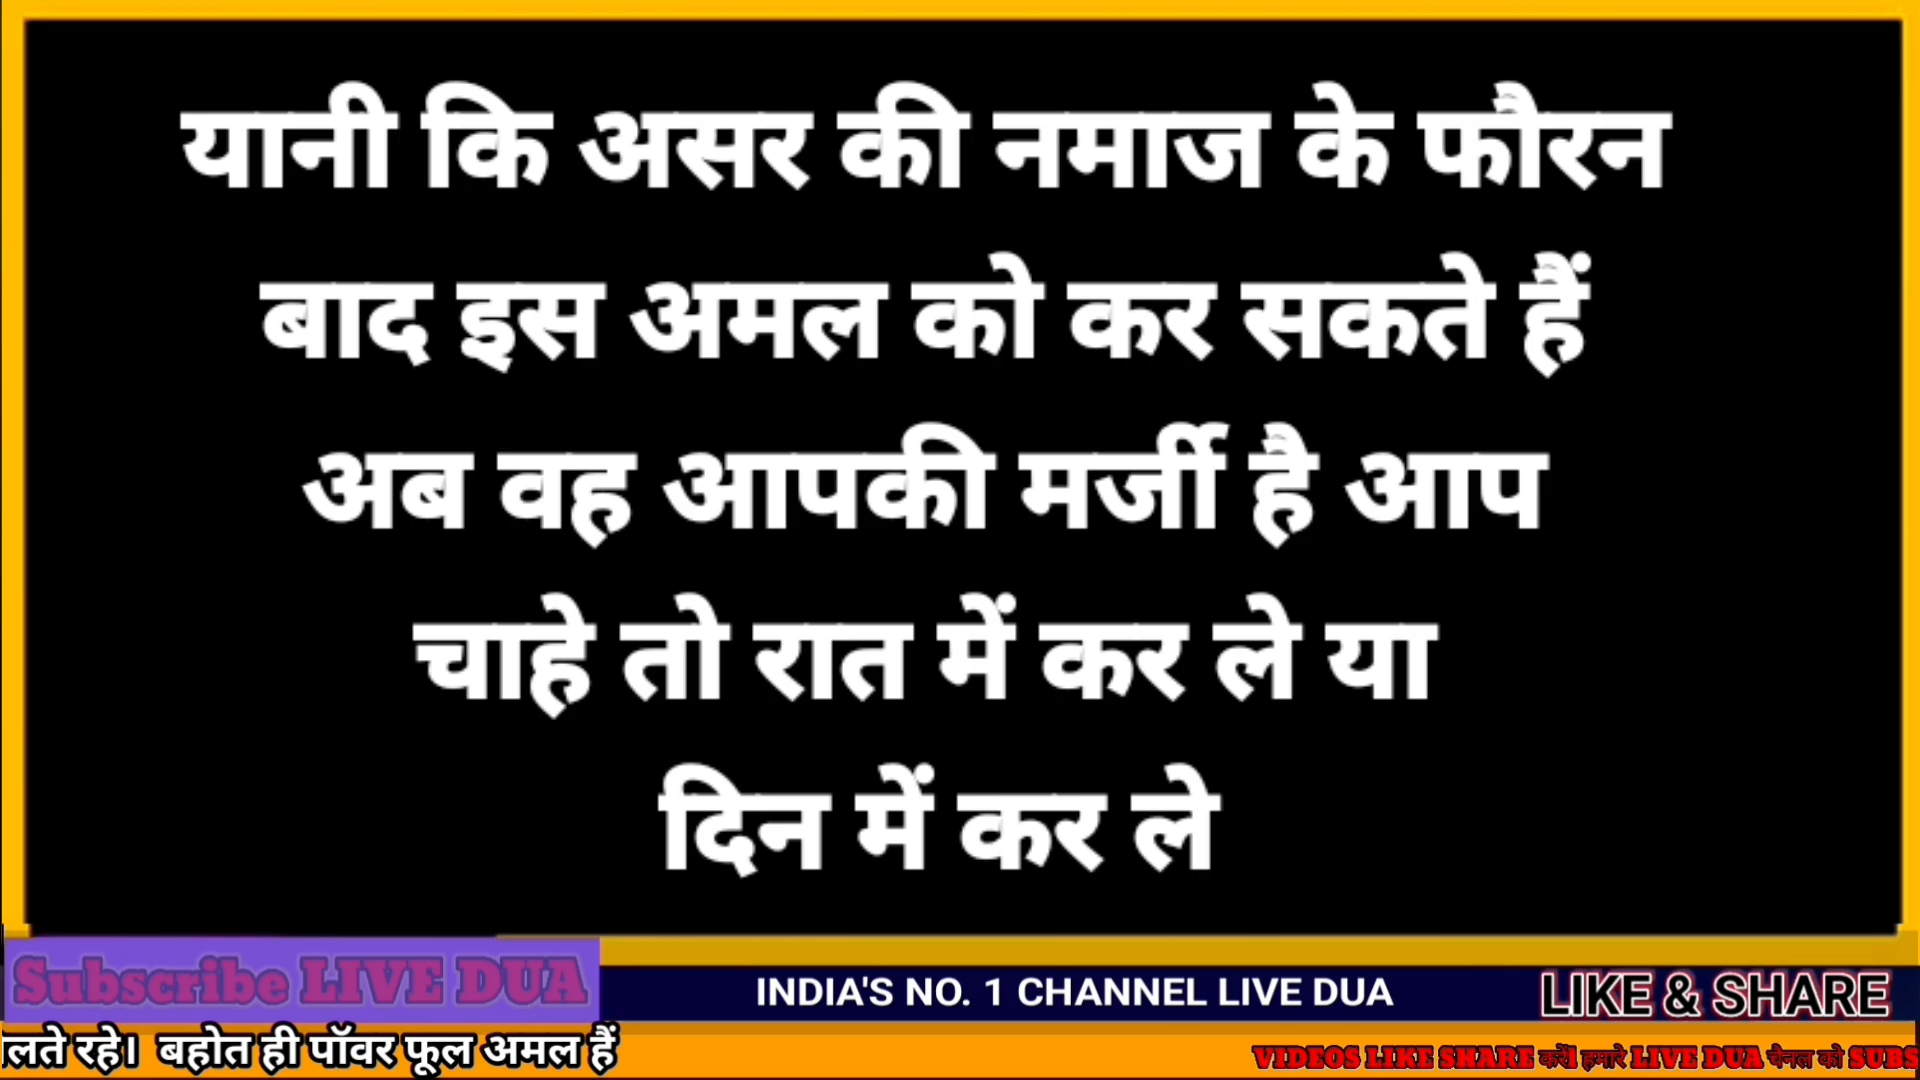 यानी कि असर की नमाज के फौरन
बाद इस अमल को कर सकते हैं
अब वह आपकी मर्जी है आप
चाहे तो रात में कर ले या
दिन में कर ले
Subscribe LIVE DUA
INDIA'S NO. 1 CHANNEL LIVE DUA
LIKE & SHARE
लते रहे। बहोत ही पॉवर फूल अमल हैं
VIDEOS LIKE SHARE करें। हमारे LIVE DUA चैनल को SUBS